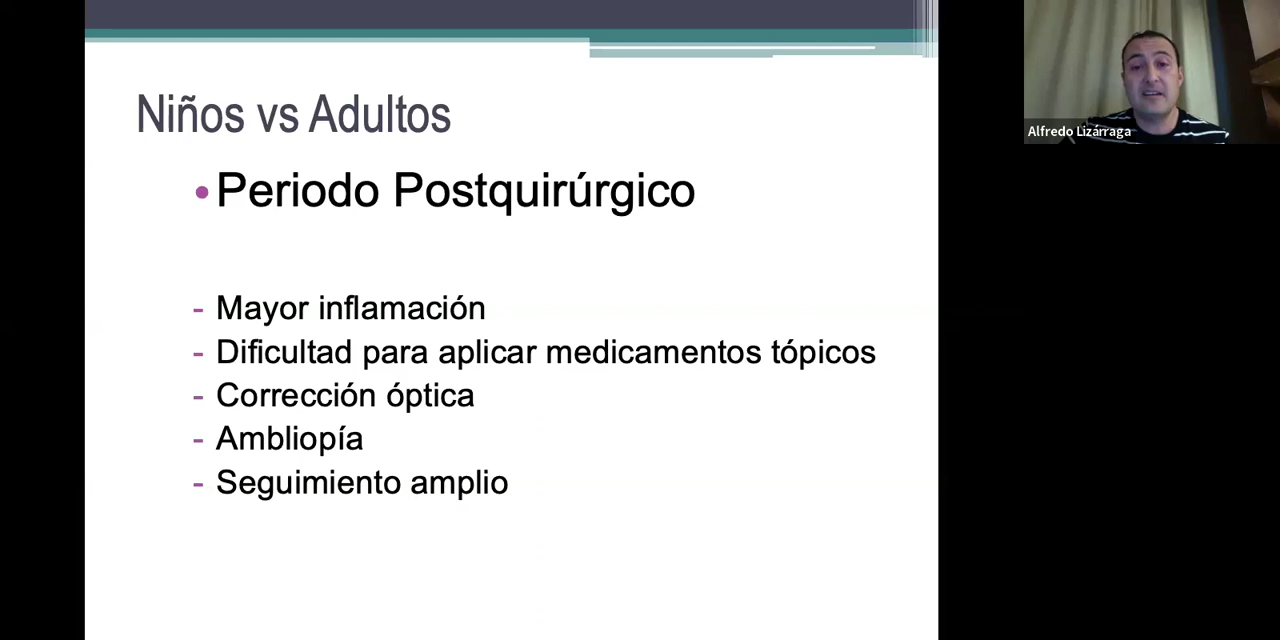 Niños vs Adultos
•Periodo Postquirúrgico
- Mayor inflamación
- Dificultad para aplicar medicamentos tópicos
- Corrección óptica
- Ambliopía
- Seguimiento amplio
Alfredo Lizárraga